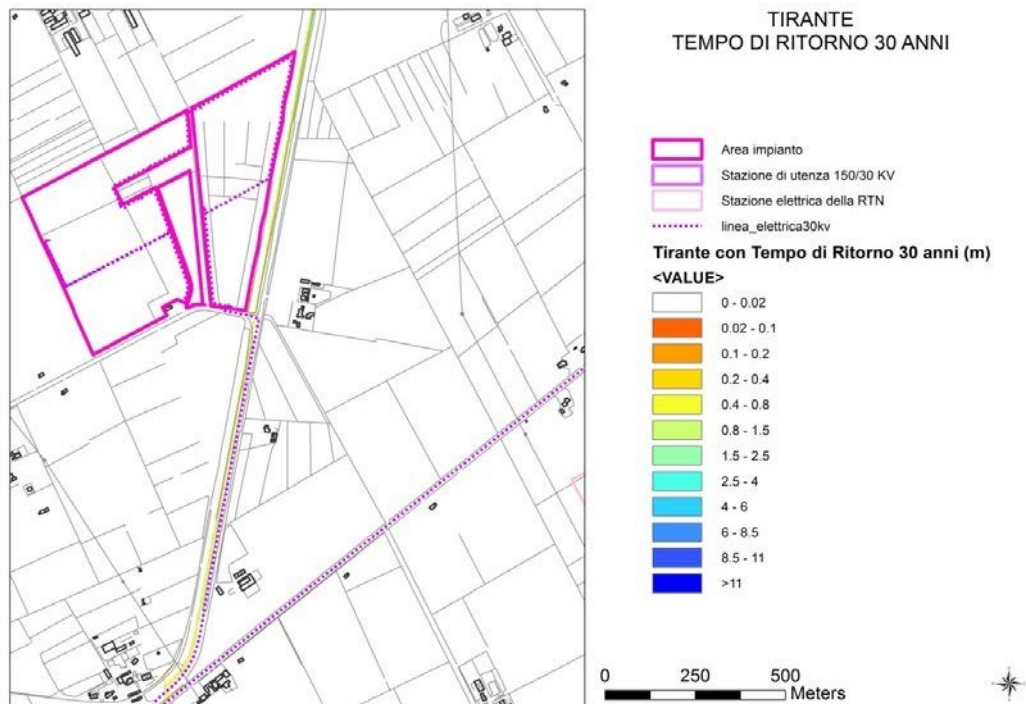 TIRANTE
TEMPO DI RITORNO 30 ANNI
Area impianto
Stazione di utenza 150/30 KV
Stazione elettrica della RTN
linea_elettrica30kv
Tirante con Tempo di Ritorno 30 anni (m)
<VALUE>
0 - 0.02
0.02 - 0.1
0.1 - 0.2
0.2 - 0.4
0.4 - 0.8
0.8 - 1.5
1.5 - 2.5
2.5 - 4
4 - 6
6 - 8.5
8.5 - 11
>11
0 250 500
Meters